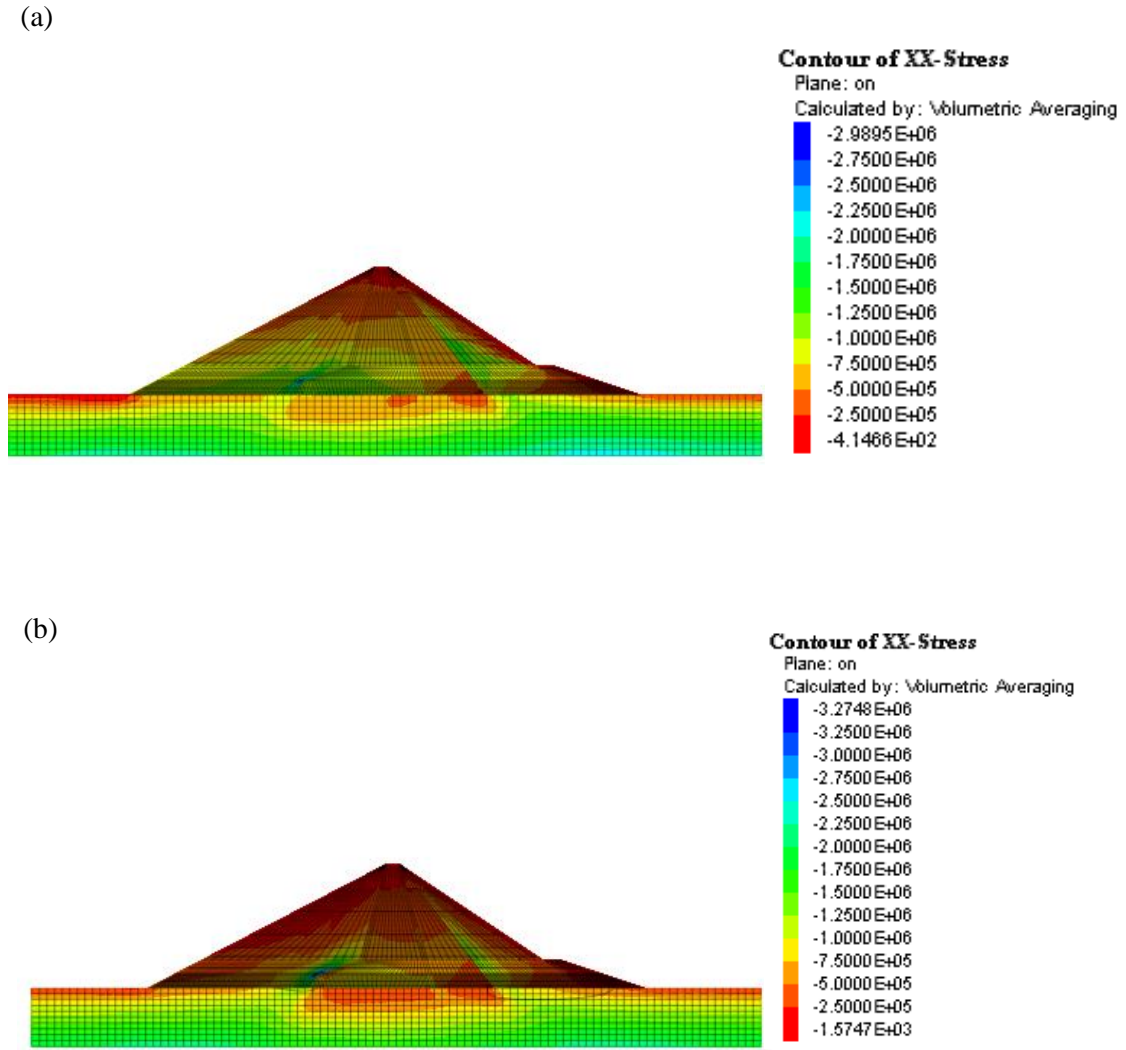 (a)
Contour of XX-Stress
Plane: on
Calculated by: Volumetric Averaging
-2.9895E+06
-2.7500E+06
-2.5000E+06
-2.2500E+06
-2.0000E+06
-1.7500E+06
-1.5000E+06
-1.2500E+06
-1.0000E+06
-7.5000E+05
-5.0000E+05
-2.5000E+05
-4.1466E+02
(b)
Contour of XX-Stress
Plane: on
Calculated by: Volumetric Averaging
-3.2748E+06
-3.2500E+06
-3.0000E+06
-2.7500E+06
-2.5000E+06
-2.2500E+06
-2.0000E+06
-1.7500E+06
-1.5000E+06
-1.2500E+06
-1.0000E+06
-7.5000E+05
-5.0000E+05
-2.5000E+05
-1.5747E+03